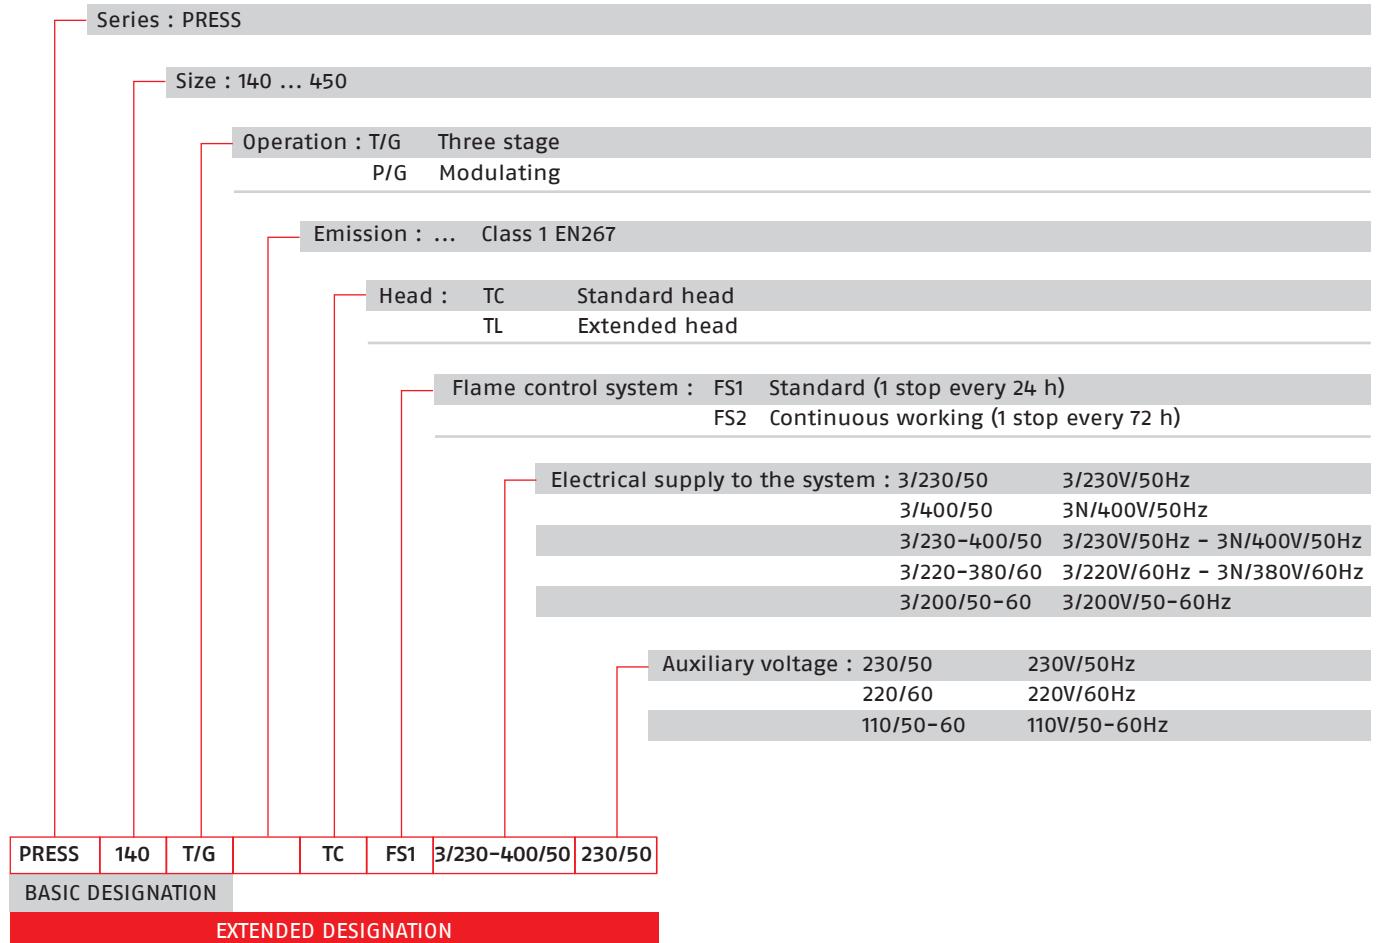 Series : PRESS
Size : 140 ... 450
Operation : T/G Three stage
P/G Modulating
Emission : ... Class 1 EN267
Head : TC Standard head
TL Extended head
Flame control system : FS1 Standard (1 stop every 24 h)
FS2 Continuous working (1 stop every 72 h)
Electrical supply to the system : 3/230/50 3/230V/50Hz
3/400/50 3N/400V/50Hz
3/230-400/50 3/230V/50Hz - 3N/400V/50Hz
3/220-380/60 3/220V/60Hz - 3N/380V/60Hz
3/200/50-60 3/200V/50-60Hz
Auxiliary voltage : 230/50 230V/50Hz
220/60 220V/60Hz
110/50-60 110V/50-60Hz
PRESS 140 T/G TC FS1 3/230-400/50 230/50
BASIC DESIGNATION
EXTENDED DESIGNATION